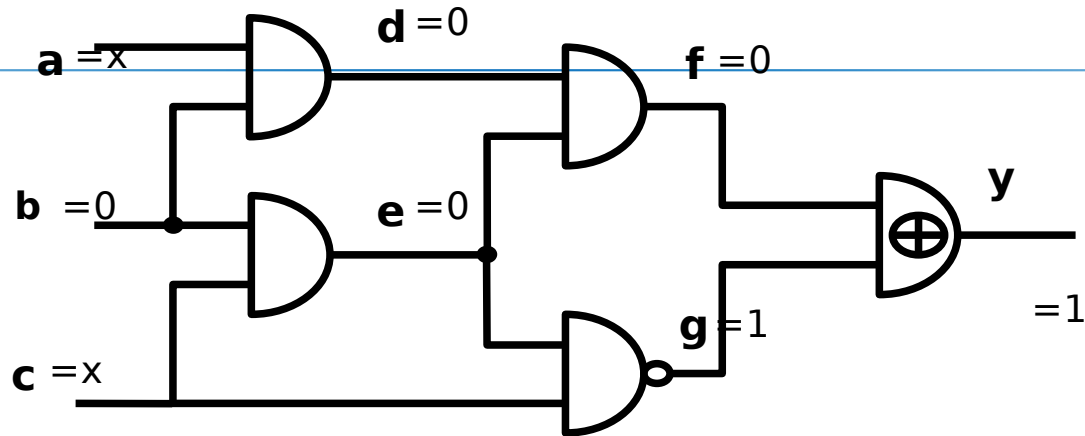 a =x
d =0
f =0
b =0
e =0
y
=1
g =1
c =x